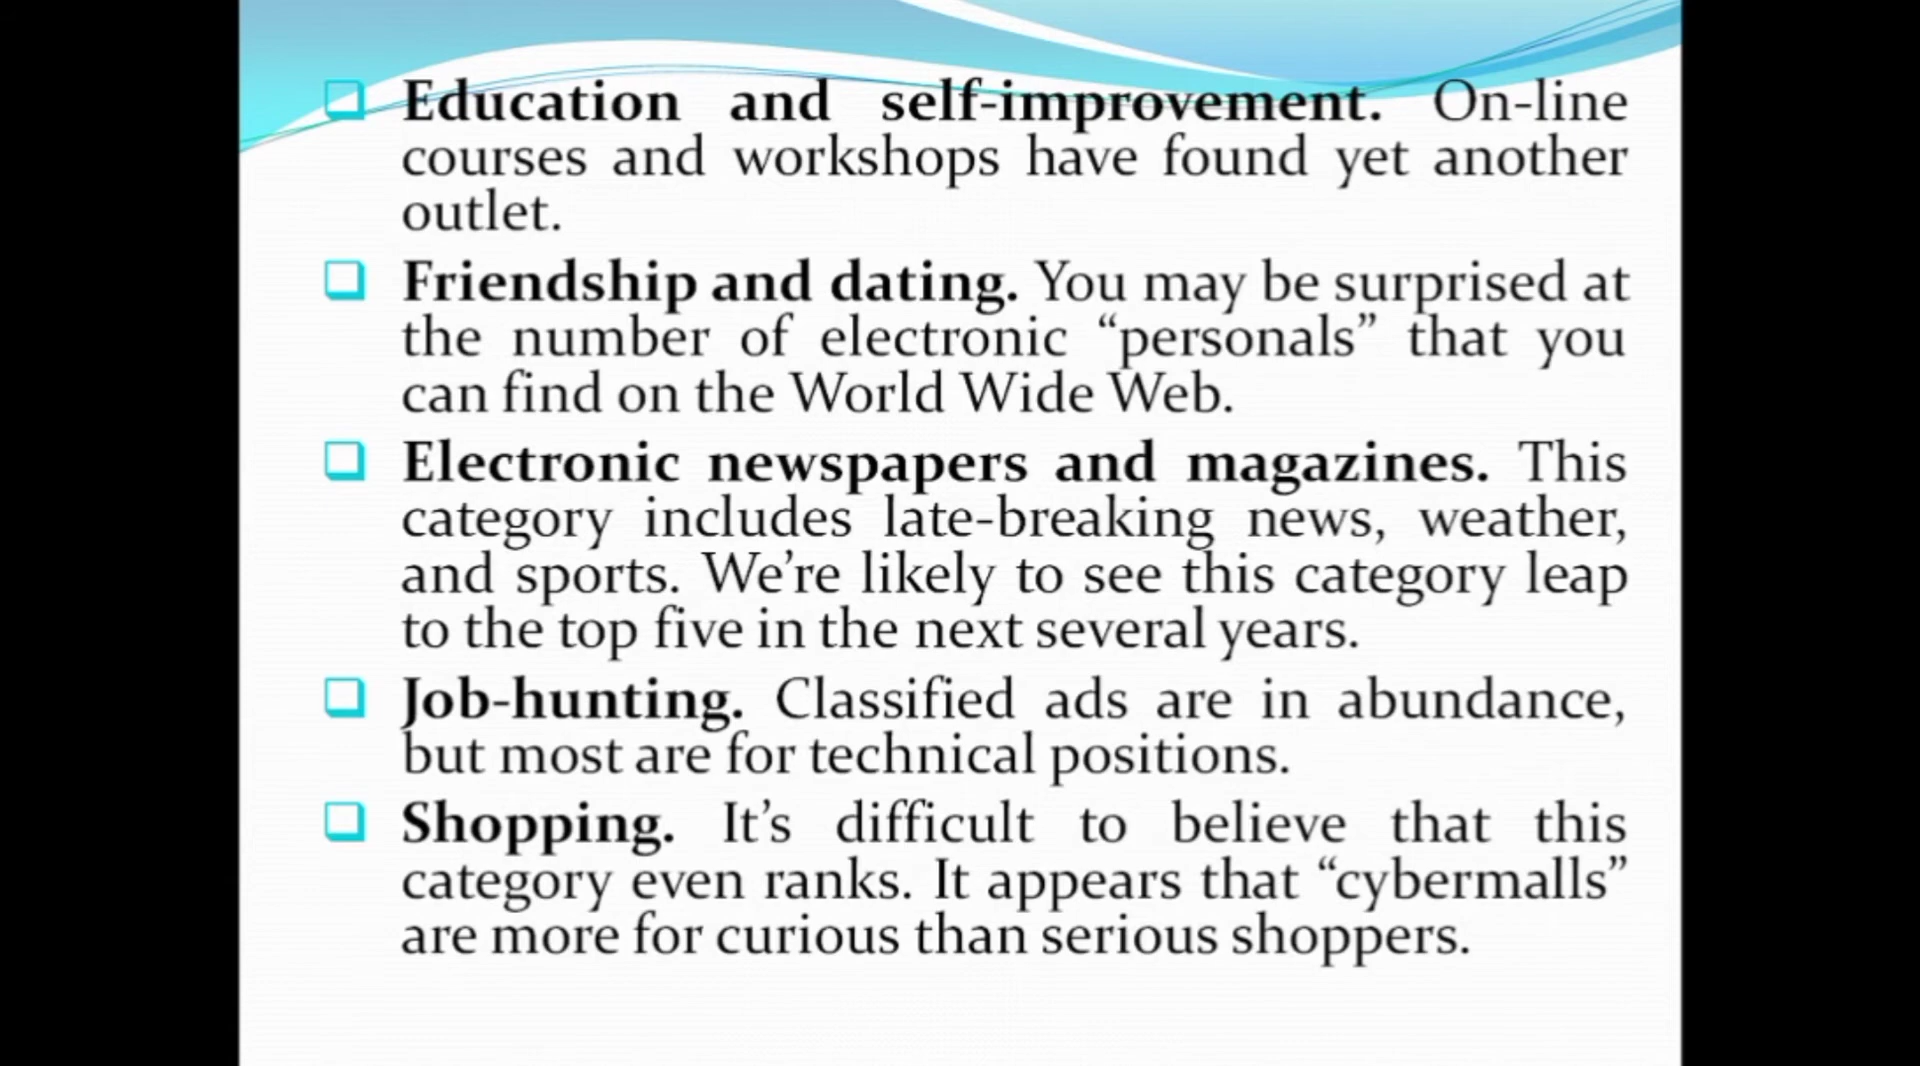 Education and self-improvement. On-line
courses and workshops have found yet another
outlet.
Friendship and dating. You may be surprised at
the number of electronic “personals” that you
can find on the World Wide Web.
Electronic newspapers and magazines. This
category includes late-breaking news, weather,
and sports. We’re likely to see this category leap
to the top five in the next several years.
Job-hunting. Classified ads are in abundance,
but most are for technical positions.
Shopping. It’s difficult to believe that this
category even ranks. It appears that “cybermalls”
are more for curious than serious shoppers.